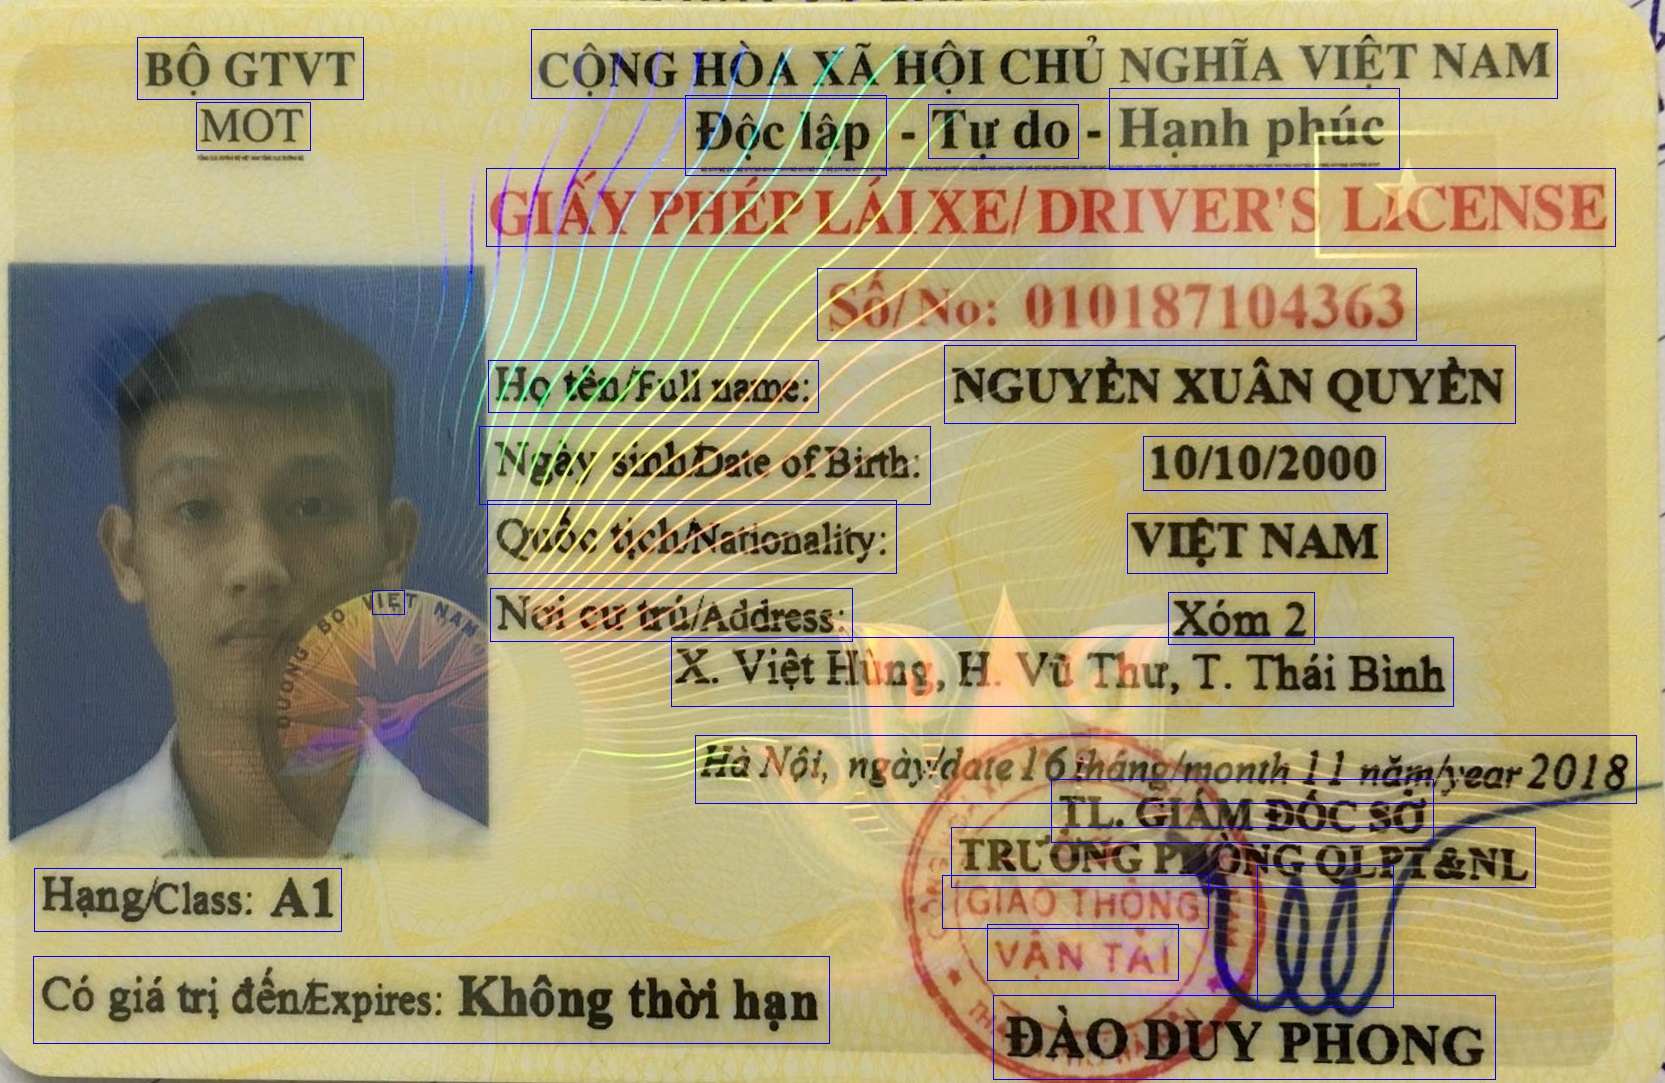 BỘ GTVT
MOT
CỘNG HÒA XÃ HỘI CHỦ NGHĨA VIỆT NAM
Độc lập - Tự do - Hạnh phúc
GIẤY PHÉP LÁI XE/DRIVER'S LICENSE
Số/No: 010187104363
Họ tên/Full name: NGUYỄN XUÂN QUYỀN
Ngày sinh/Date of Birth: 10/10/2000
Quốc tịch/Nationality: VIỆT NAM
Nơi cư trú/Address: Xóm 2
X. Việt Hùng, H. Vũ Thư, T. Thái Bình
ĐƯỜNG BỘ VIỆT NAM
Hà Nội, ngày/date 16 tháng/month 11 năm/year 2018
TL. GIÁM ĐỐC SỞ
TRƯỞNG PHÒNG QLPT&NL
GIAO THÔNG
VẬN TẢI
Hạng/Class: A1
Có giá trị đến/Expires: Không thời hạn
ĐÀO DUY PHONG